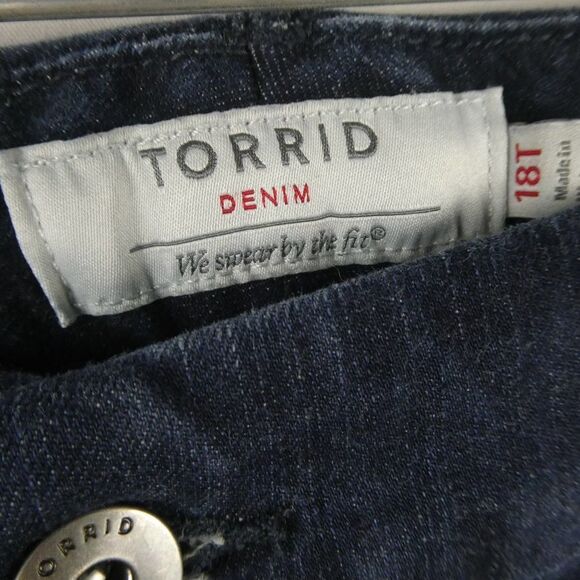 TORRID
DENIM
We swear by the fit®
18T
Made in
TORRID